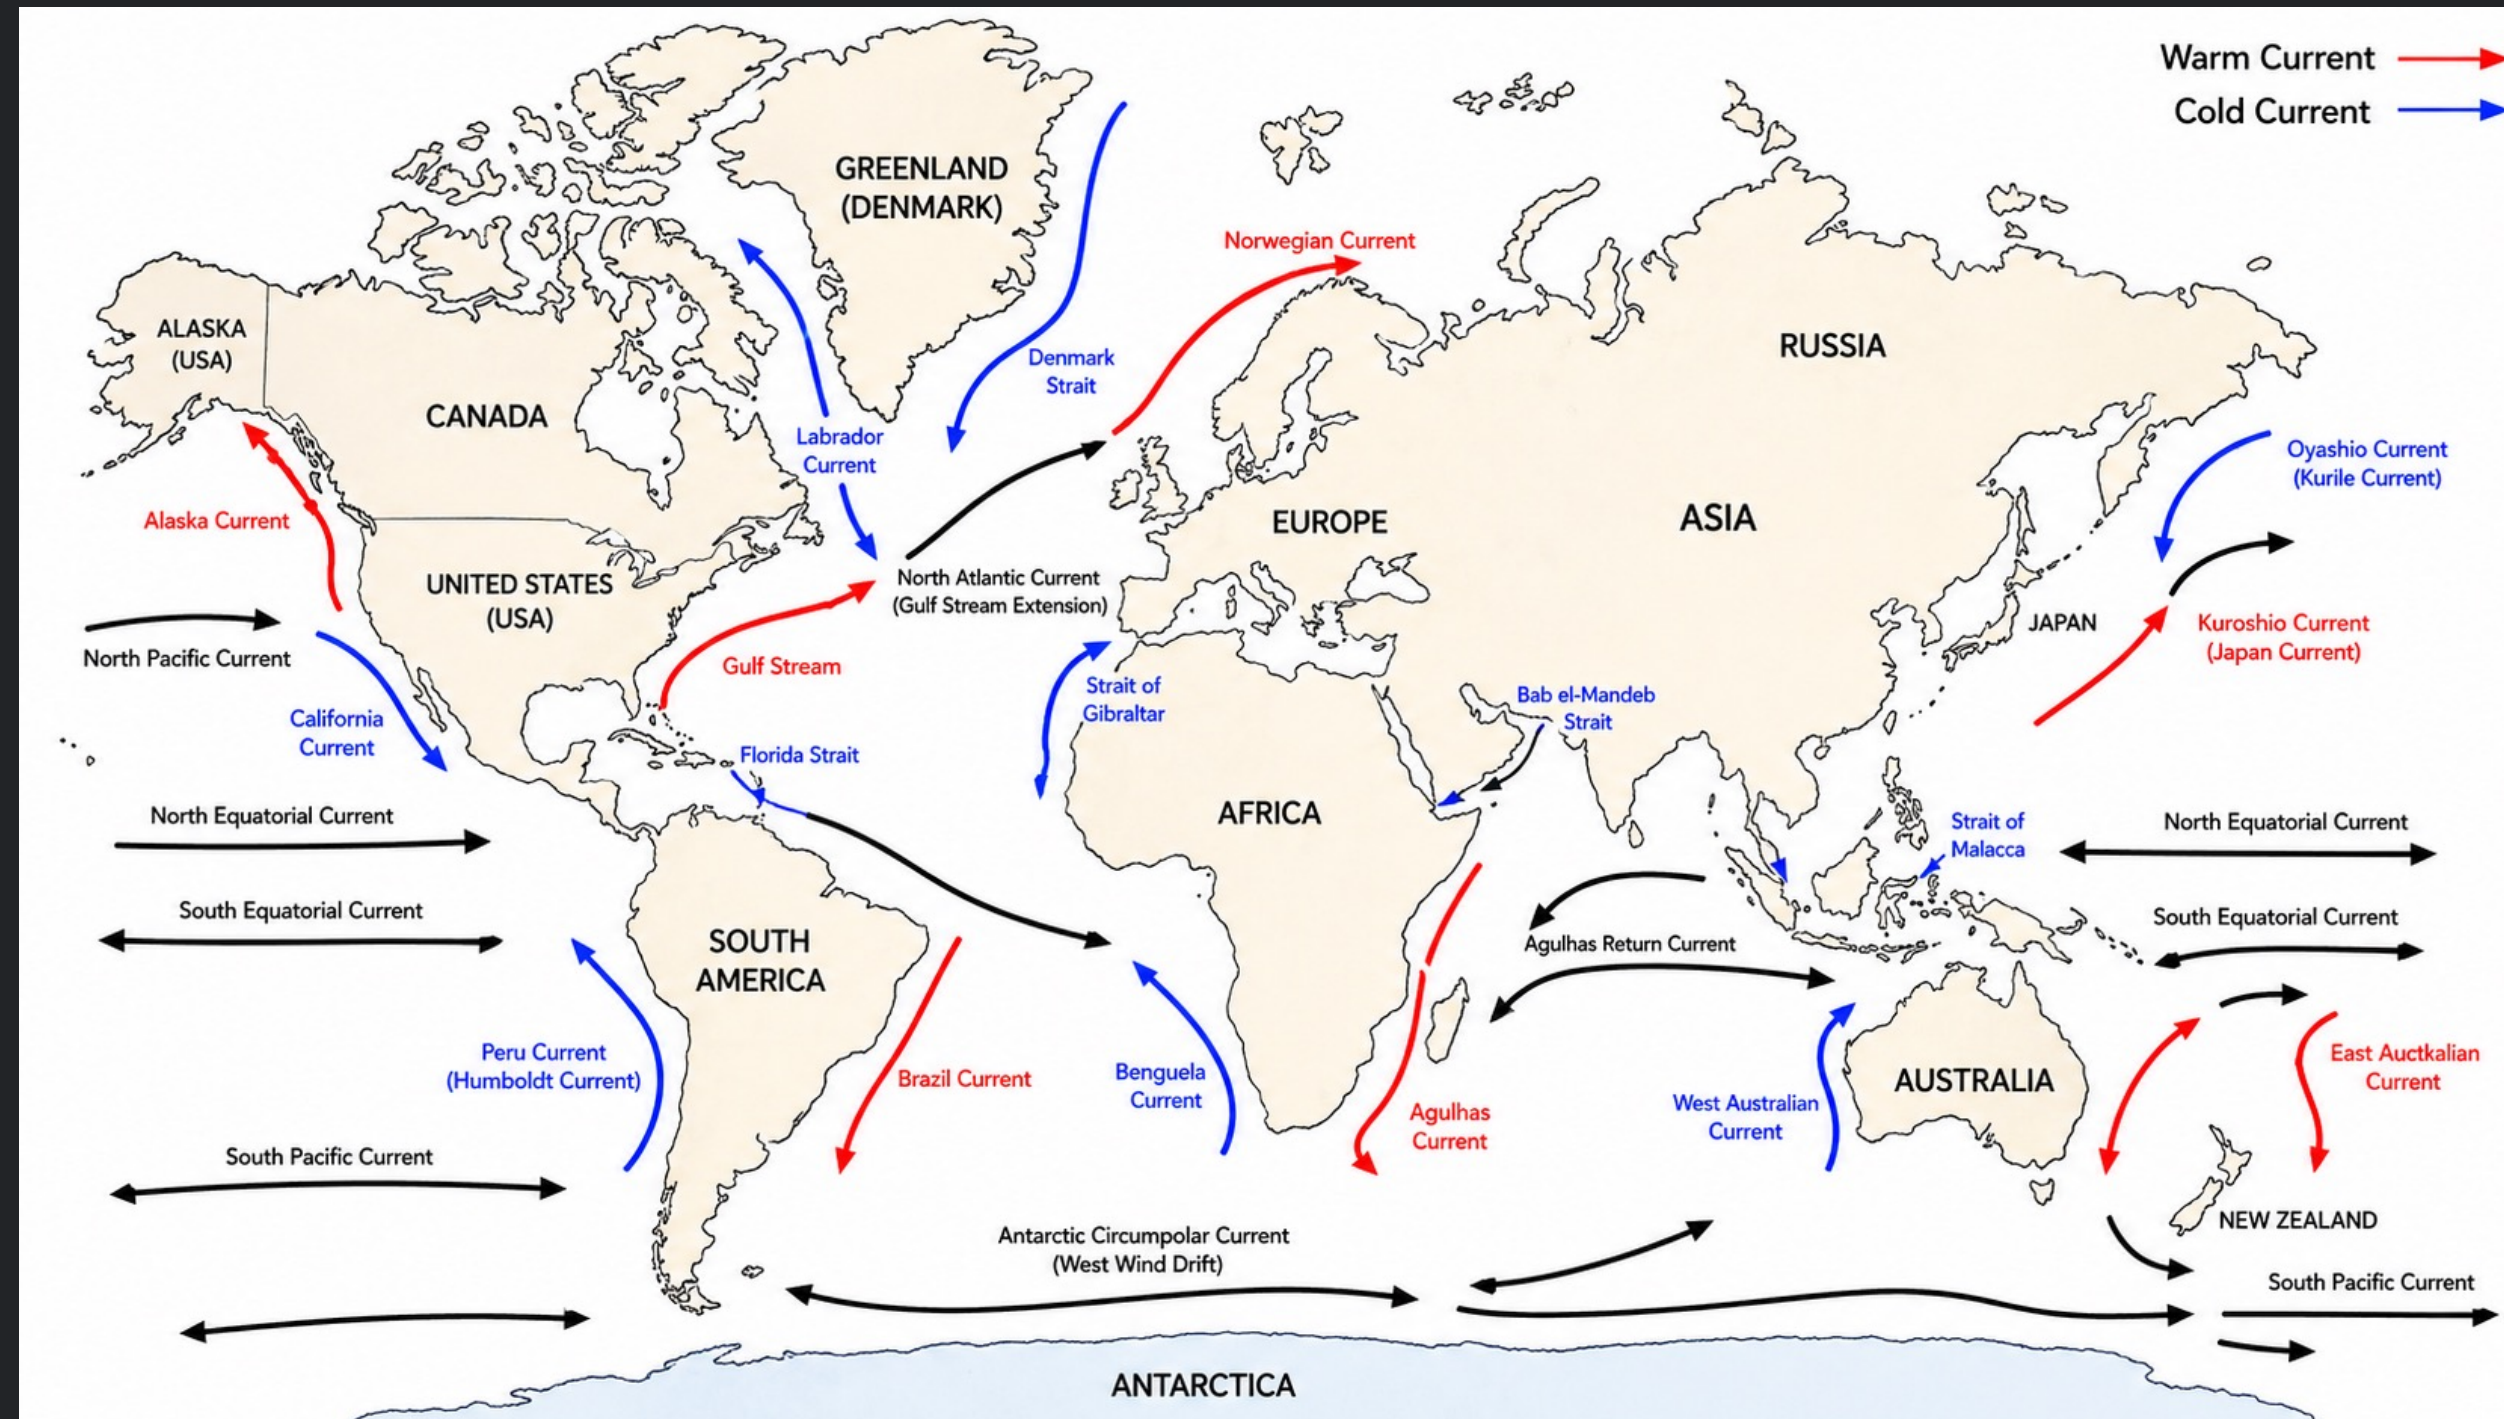 Warm Current
Cold Current
GREENLAND
(DENMARK)
Norwegian Current
ALASKA
(USA)
RUSSIA
Denmark
Strait
CANADA
Labrador
Current
Oyashio Current
(Kurile Current)
Alaska Current
EUROPE
ASIA
UNITED STATES
(USA)
North Atlantic Current
(Gulf Stream Extension)
JAPAN
Kuroshio Current
(Japan Current)
North Pacific Current
Gulf Stream
Strait of
Gibraltar
Bab el-Mandeb
Strait
California
Current
Florida Strait
North Equatorial Current
AFRICA
Strait of
Malacca
North Equatorial Current
South Equatorial Current
SOUTH
AMERICA
Agulhas Return Current
South Equatorial Current
Peru Current
(Humboldt Current)
Brazil Current
Benguela
Current
Agulhas
Current
West Australian
Current
AUSTRALIA
East Auctkalian
Current
South Pacific Current
NEW ZEALAND
Antarctic Circumpolar Current
(West Wind Drift)
South Pacific Current
ANTARCTICA